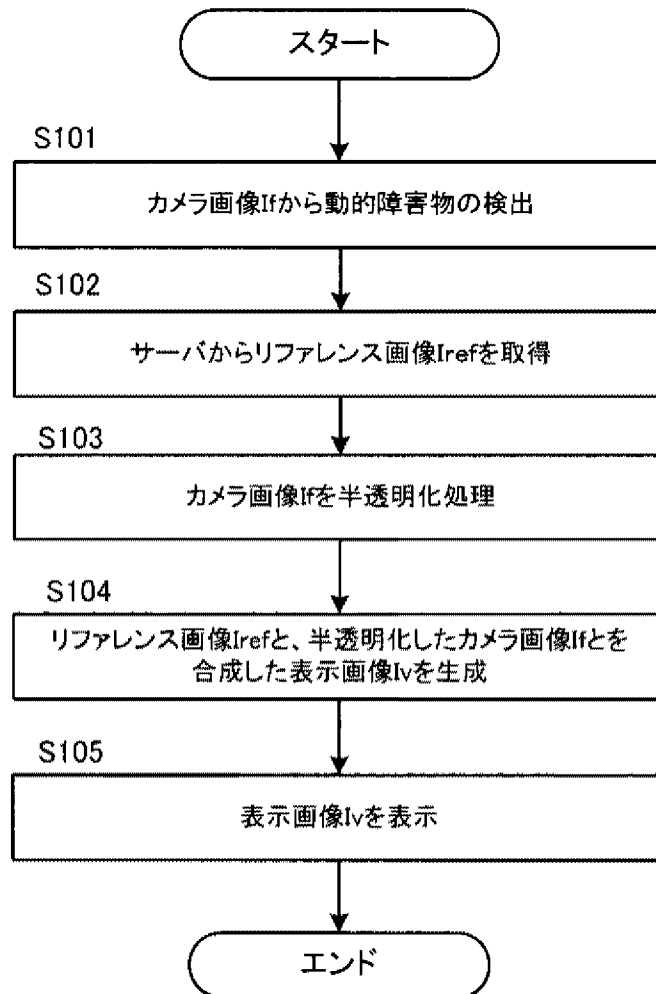 スタート
S101
カメラ画像Ifから動的障害物の検出
S102
サーバからリファレンス画像Irefを取得
S103
カメラ画像Ifを半透明化処理
S104
リファレンス画像Irefと、半透明化したカメラ画像Ifとを
合成した表示画像Ivを生成
S105
表示画像Ivを表示
エンド